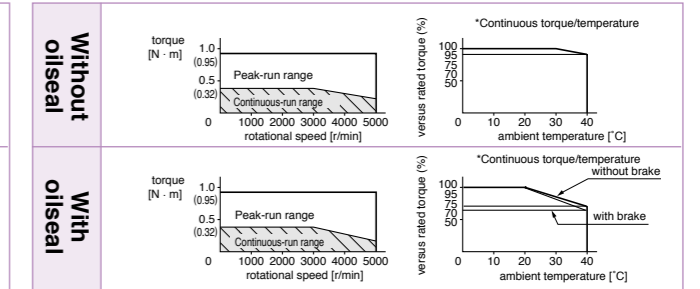 Without
oilseal
torque
[N · m]
1.0
(0.95)
0.5
(0.32)
0
Peak-run range
Continuous-run range
1000 2000 3000 4000 5000
rotational speed [r/min]
*Continuous torque/temperature
versus rated torque (%)
100
95
75
70
50
0
10 20 30 40
ambient temperature [˚C]
With
oilseal
torque
[N · m]
1.0
(0.95)
0.5
(0.32)
0
Peak-run range
Continuous-run range
1000 2000 3000 4000 5000
rotational speed [r/min]
*Continuous torque/temperature
without brake
versus rated torque (%)
100
95
75
70
50
with brake
0
10 20 30 40
ambient temperature [˚C]